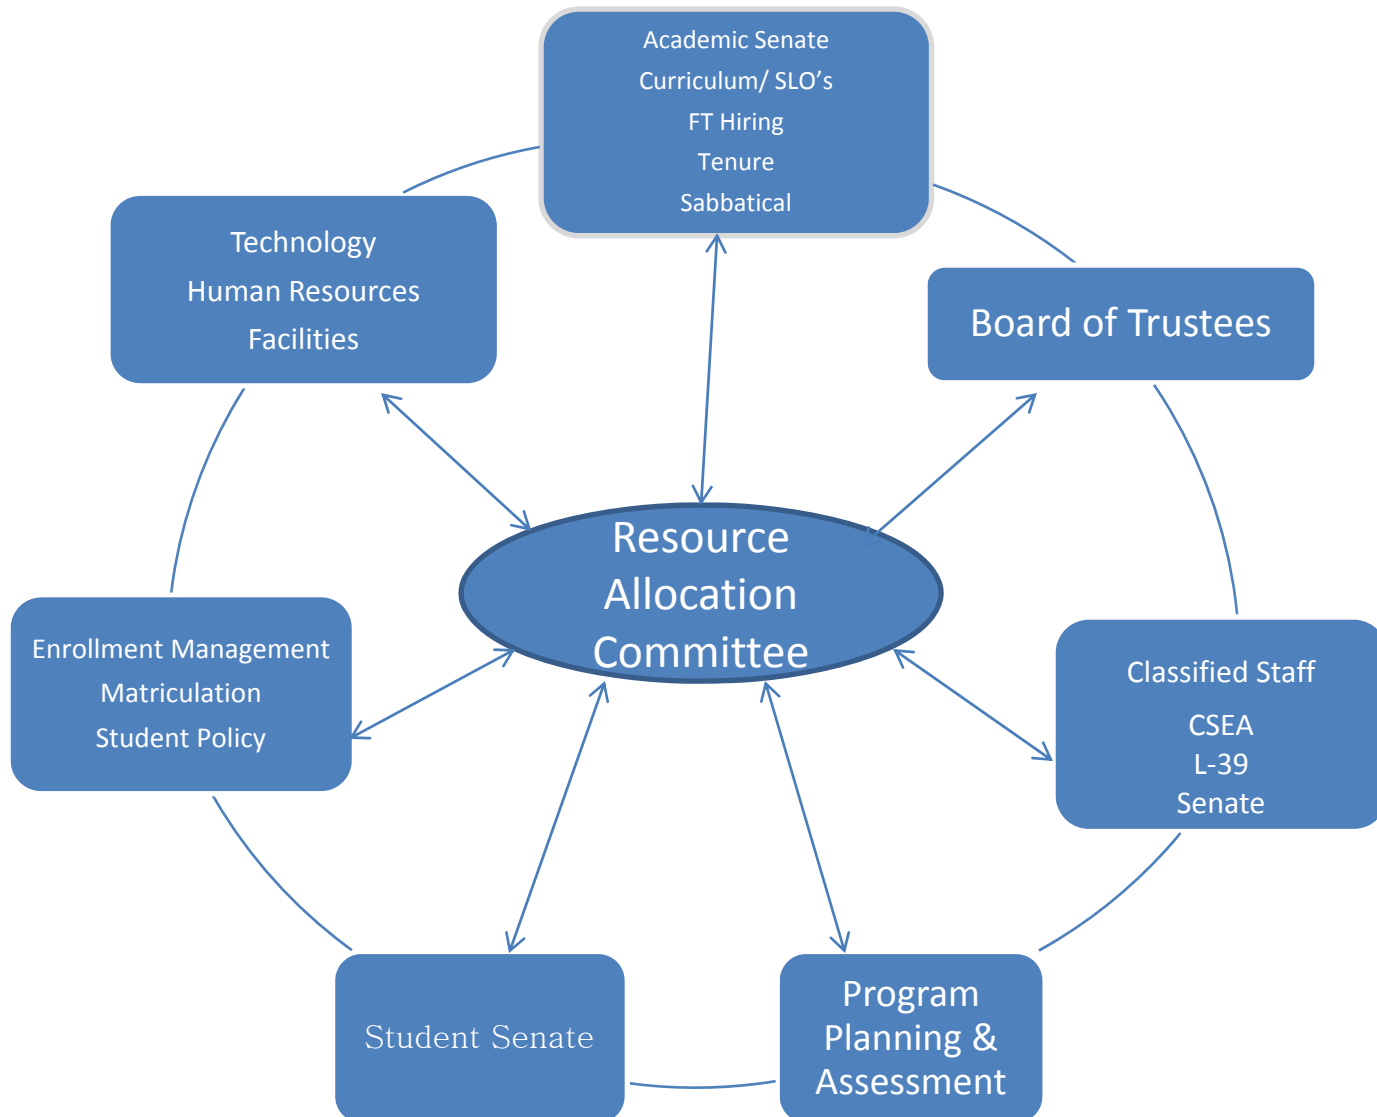 Academic Senate
Curriculum/ SLO’s
FT Hiring
Tenure
Sabbatical
Technology
Human Resources
Facilities
Board of Trustees
Resource
Allocation
Committee
Enrollment Management
Matriculation
Student Policy
Classified Staff
CSEA
L-39
Senate
Student Senate
Program
Planning &
Assessment